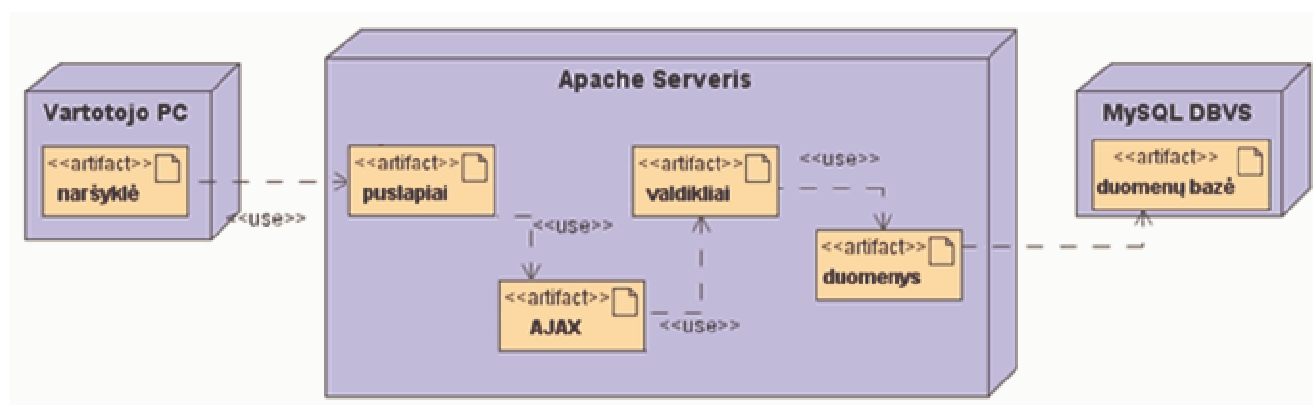 Apache Serveris
Vartotojo PC
MySQL DBVS
<<artifact>>
naršyklė
<<use>>
<<artifact>>
puslapiai
<<use>>
<<artifact>>
AJAX
<<use>>
<<artifact>>
valdikliai
<<use>>
<<artifact>>
duomenys
<<artifact>>
duomenų bazė